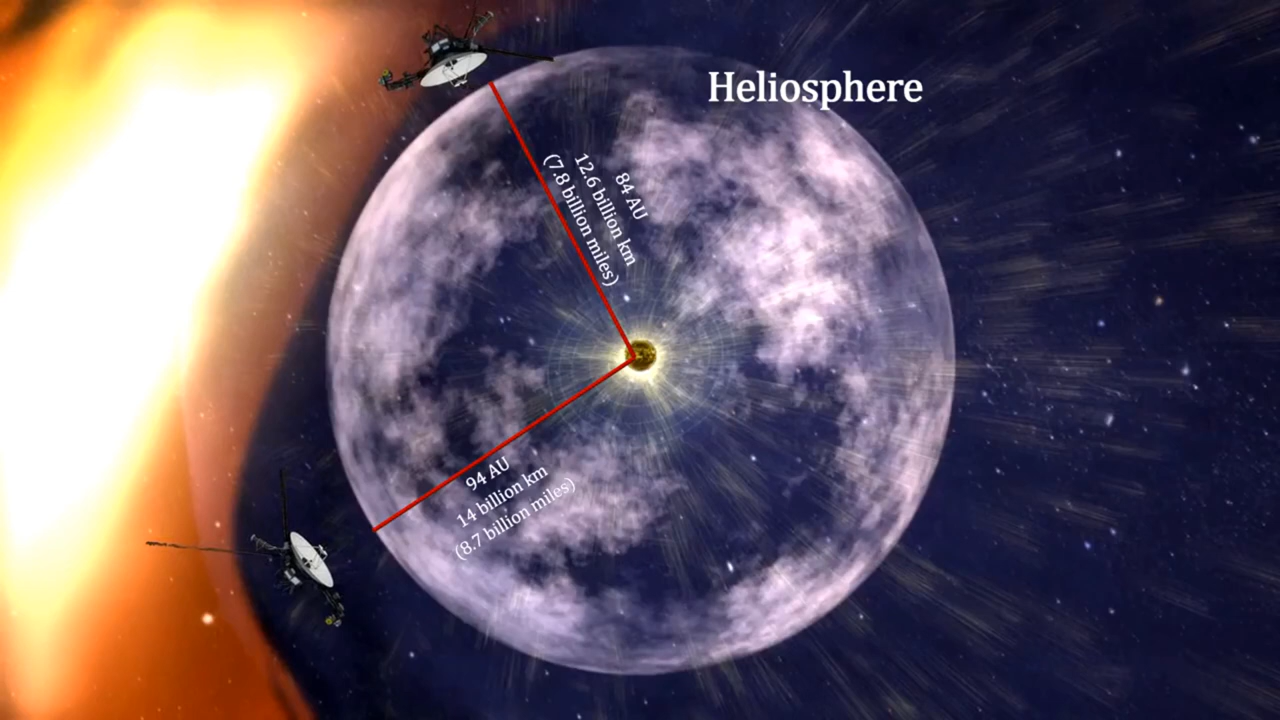 Heliosphere
84 AU
12.6 billion km
(7.8 billion miles)
94 AU
14 billion km
(8.7 billion miles)